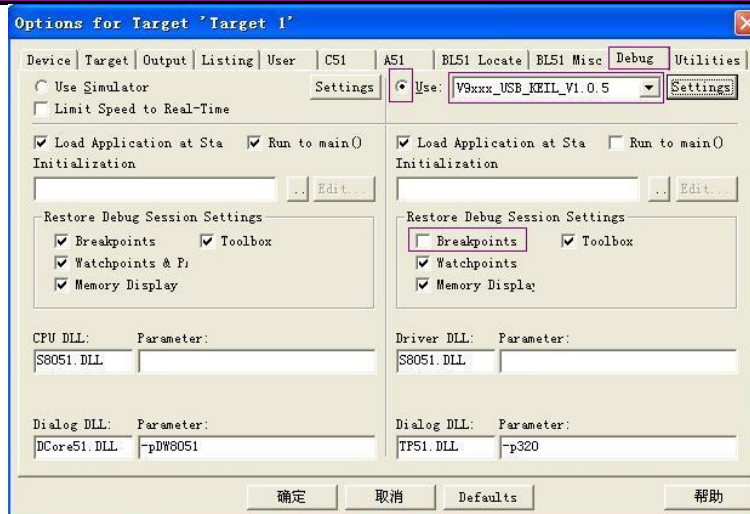 Options for Target 'Target 1'
Device Target Output Listing User C51 A51 BL51 Locate BL51 Misc Debug Utilities
Use Simulator Settings Use: V9xxx_USB_KEIL_V1.0.5 Settings
Limit Speed to Real-Time
Load Application at Sta Run to main() Load Application at Sta Run to main()
Initialization Initialization
.. Edit... .. Edit...
Restore Debug Session Settings Restore Debug Session Settings
Breakpoints Toolbox Breakpoints Toolbox
Watchpoints & P Watchpoints
Memory Display Memory Display
CPU DLL: Parameter: Driver DLL: Parameter:
S8051.DLL S8051.DLL
Dialog DLL: Parameter: Dialog DLL: Parameter:
DCore51.DLL -pDW8051 TP51.DLL -p320
确定 取消 Defaults 帮助